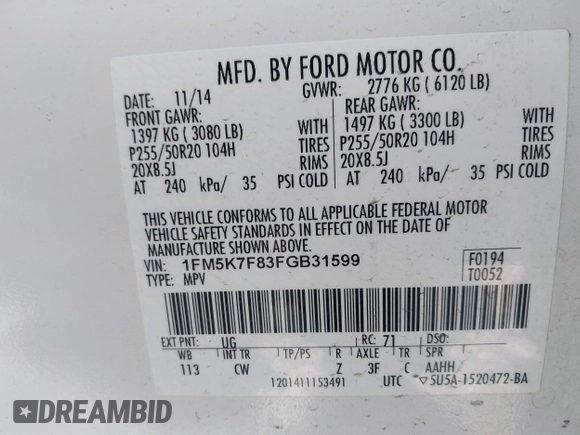 MFD. BY FORD MOTOR CO.
DATE: 11/14 GVWR: 2776 KG ( 6120 LB)
FRONT GAWR: REAR GAWR:
1397 KG ( 3080 LB) WITH 1497 KG ( 3300 LB) WITH
P255/50R20 104H TIRES P255/50R20 104H TIRES
20X8.5J RIMS 20X8.5J RIMS
AT 240 kPa/ 35 PSI COLD AT 240 kPa/ 35 PSI COLD
THIS VEHICLE CONFORMS TO ALL APPLICABLE FEDERAL MOTOR
VEHICLE SAFETY STANDARDS IN EFFECT ON THE DATE OF
MANUFACTURE SHOWN ABOVE.
VIN: 1FM5K7F83FGB31599 F0194
TYPE: MPV T0052
EXT PNT: UG RC: 71 DSO:
WB INT TR TP/PS R AXLE TR SPR
113 CW Z 3F C AAHH
1201411153491 UTC ▽5U5A-1520472-BA
DREAMBID